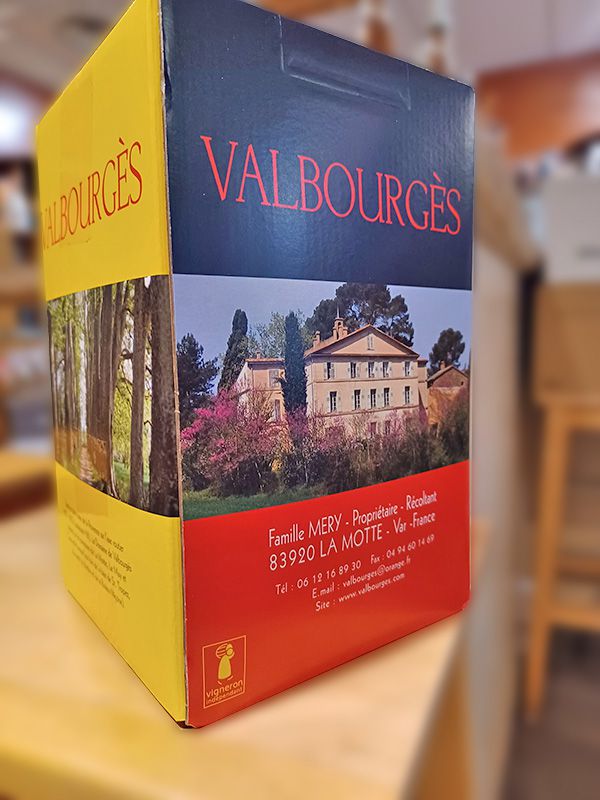 VALBOURGÈS
VALBOURGÈS
Famille MERY - Propriétaire - Récoltant
83920 LA MOTTE - Var - France
Tél : 06 12 16 89 30 Fax : 04 94 60 14 69
E.mail : valbourges@orange.fr
Site : www.valbourges.com
vigneron
indépendant